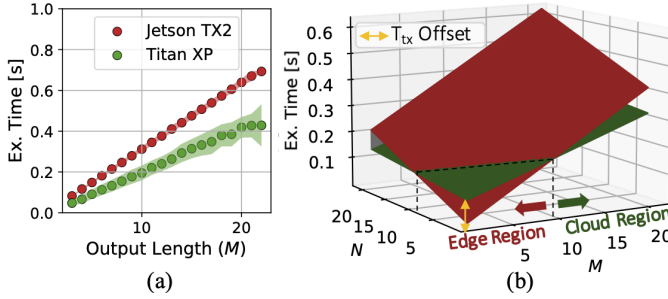 (a)
1.0
0.8
0.6
0.4
0.2
0.0
Ex. Time [s]
Jetson TX2
Titan XP
10
20
Output Length (M)
(a)
(b)
0.6
0.5
0.4
0.3
0.2
0.1
Ex. Time [s]
Ttx Offset
20
15
10
5
N
5
10
15
20
M
Edge Region
Cloud Region
(b)